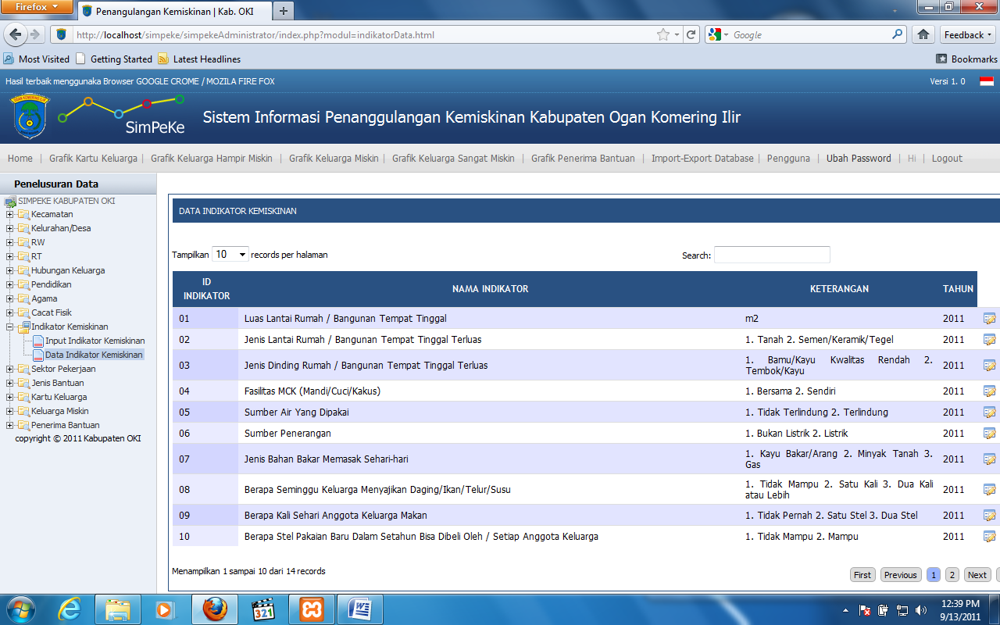 Firefox
Penangulangan Kemiskinan | Kab. OKI
http://localhost/simpeke/simpekeAdministrator/index.php?modul=indikatorData.html
Google
Feedback
Most Visited Getting Started Latest Headlines Bookmarks
Hasil terbaik menggunaka Browser GOOGLE CROME / MOZILA FIRE FOX
Versi 1. 0
SimPeKe
Sistem Informasi Penanggulangan Kemiskinan Kabupaten Ogan Komering Ilir
Home | Grafik Kartu Keluarga | Grafik Keluarga Hampir Miskin | Grafik Keluarga Miskin | Grafik Keluarga Sangat Miskin | Grafik Penerima Bantuan | Import-Export Database | Pengguna | Ubah Password | Hi | Logout
Penelusuran Data
SIMPEKE KABUPATEN OKI
Kecamatan
Kelurahan/Desa
RW
RT
Hubungan Keluarga
Pendidikan
Agama
Cacat Fisik
Indikator Kemiskinan
Input Indikator Kemiskinan
Data Indikator Kemiskinan
Sektor Pekerjaan
Jenis Bantuan
Kartu Keluarga
Keluarga Miskin
Penerima Bantuan
copyright © 2011 Kabupaten OKI
DATA INDIKATOR KEMISKINAN
Tampilkan 10 records per halaman
Search:
ID INDIKATOR NAMA INDIKATOR KETERANGAN TAHUN
01 Luas Lantai Rumah / Bangunan Tempat Tinggal m2 2011
02 Jenis Lantai Rumah / Bangunan Tempat Tinggal Terluas 1. Tanah 2. Semen/Keramik/Tegel 2011
03 Jenis Dinding Rumah / Bangunan Tempat Tinggal Terluas 1. Bamu/Kayu Kwalitas Rendah 2. Tembok/Kayu 2011
04 Fasilitas MCK (Mandi/Cuci/Kakus) 1. Bersama 2. Sendiri 2011
05 Sumber Air Yang Dipakai 1. Tidak Terlindung 2. Terlindung 2011
06 Sumber Penerangan 1. Bukan Listrik 2. Listrik 2011
07 Jenis Bahan Bakar Memasak Sehari-hari 1. Kayu Bakar/Arang 2. Minyak Tanah 3. Gas 2011
08 Berapa Seminggu Keluarga Menyajikan Daging/Ikan/Telur/Susu 1. Tidak Mampu 2. Satu Kali 3. Dua Kali atau Lebih 2011
09 Berapa Kali Sehari Anggota Keluarga Makan 1. Tidak Pernah 2. Satu Stel 3. Dua Stel 2011
10 Berapa Stel Pakaian Baru Dalam Setahun Bisa Dibeli Oleh / Setiap Anggota Keluarga 1. Tidak Mampu 2. Mampu 2011
Menampilkan 1 sampai 10 dari 14 records
First Previous 1 2 Next
321
12:39 PM
9/13/2011